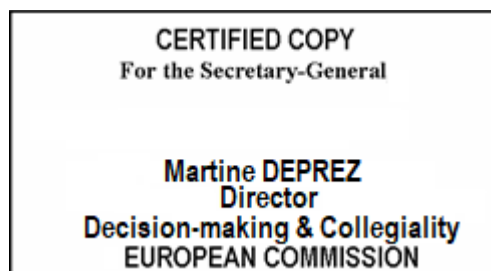 CERTIFIED COPY
For the Secretary-General
Martine DEPREZ
Director
Decision-making & Collegiality
EUROPEAN COMMISSION